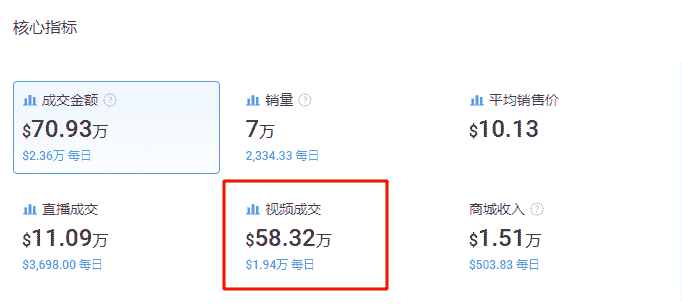 核心指标
成交金额 ?
$70.93万
$2.36万 每日
销量 ?
7万
2,334.33 每日
平均销售价
$10.13
直播成交
$11.09万
$3,698.00 每日
视频成交
$58.32万
$1.94万 每日
商城收入 ?
$1.51万
$503.83 每日